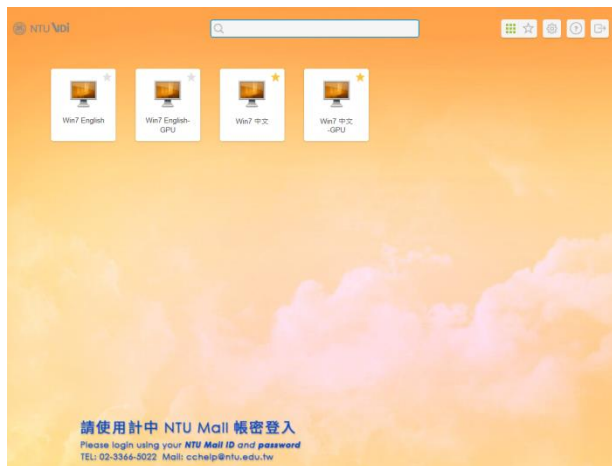 NTU VDi
Win7 English
Win7 English-
GPU
Win7 中文
Win7 中文
-GPU
請使用計中 NTU Mail 帳密登入
Please login using your NTU Mail ID and password
TEL: 02-3366-5022 Mail: cchelp@ntu.edu.tw